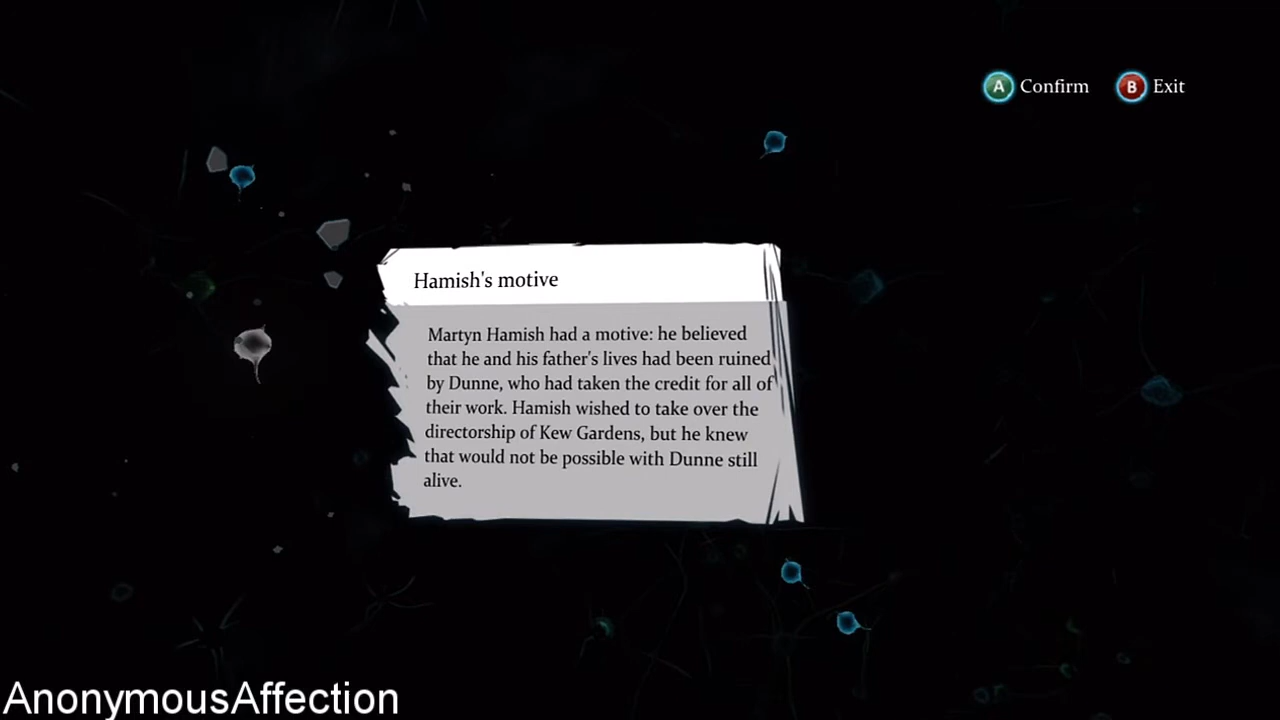 A Confirm B Exit
Hamish's motive
Martyn Hamish had a motive: he believed
that he and his father's lives had been ruined
by Dunne, who had taken the credit for all of
their work. Hamish wished to take over the
directorship of Kew Gardens, but he knew
that would not be possible with Dunne still
alive.
AnonymousAffection